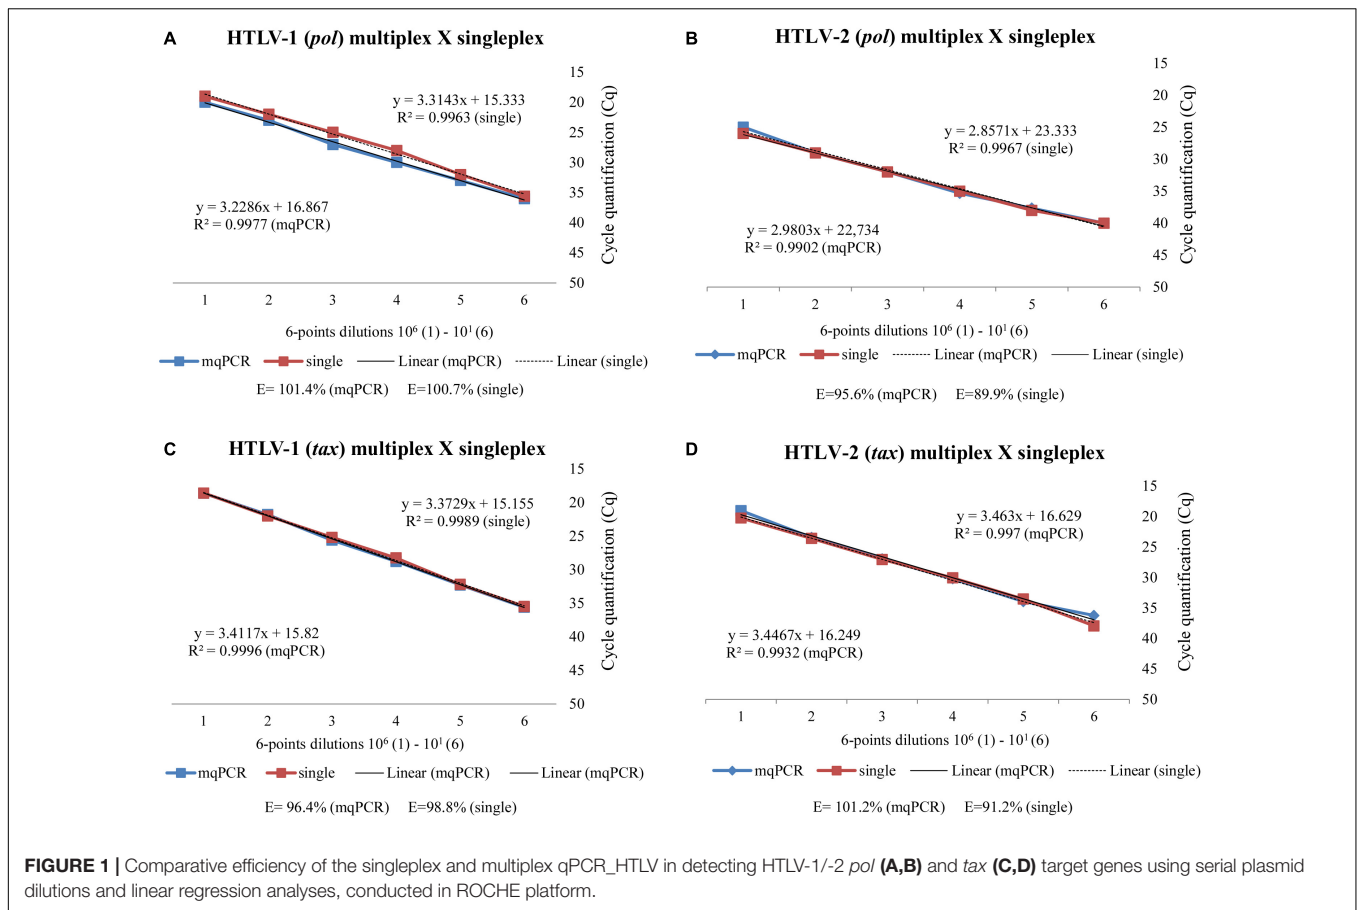 A
HTLV-1 (pol) multiplex X singleplex
y = 3.3143x + 15.333
R² = 0.9963 (single)
y = 3.2286x + 16.867
R² = 0.9977 (mqPCR)
15
20
25
30
35
40
45
50
Cycle quantification (Cq)
1 2 3 4 5 6
6-points dilutions 10⁶ (1) - 10¹ (6)
mqPCR single Linear (mqPCR) Linear (single)
E= 101.4% (mqPCR) E=100.7% (single)
B
HTLV-2 (pol) multiplex X singleplex
y = 2.8571x + 23.333
R² = 0.9967 (single)
y = 2.9803x + 22,734
R² = 0.9902 (mqPCR)
15
20
25
30
35
40
45
50
Cycle quantification (Cq)
1 2 3 4 5 6
6-points dilutions 10⁶ (1) - 10¹ (6)
mqPCR single Linear (mqPCR) Linear (single)
E=95.6% (mqPCR) E=89.9% (single)
C
HTLV-1 (tax) multiplex X singleplex
y = 3.3729x + 15.155
R² = 0.9989 (single)
y = 3.4117x + 15.82
R² = 0.9996 (mqPCR)
15
20
25
30
35
40
45
50
Cycle quantification (Cq)
1 2 3 4 5 6
6-points dilutions 10⁶ (1) - 10¹ (6)
mqPCR single Linear (mqPCR) Linear (mqPCR)
E= 96.4% (mqPCR) E=98.8% (single)
D
HTLV-2 (tax) multiplex X singleplex
y = 3.463x + 16.629
R² = 0.997 (mqPCR)
y = 3.4467x + 16.249
R² = 0.9932 (mqPCR)
15
20
25
30
35
40
45
50
Cycle quantification (Cq)
1 2 3 4 5 6
6-points dilutions 10⁶ (1) - 10¹ (6)
mqPCR single Linear (mqPCR) Linear (single)
E= 101.2% (mqPCR) E=91.2% (single)
FIGURE 1 | Comparative efficiency of the singleplex and multiplex qPCR_HTLV in detecting HTLV-1/-2 pol (A,B) and tax (C,D) target genes using serial plasmid
dilutions and linear regression analyses, conducted in ROCHE platform.